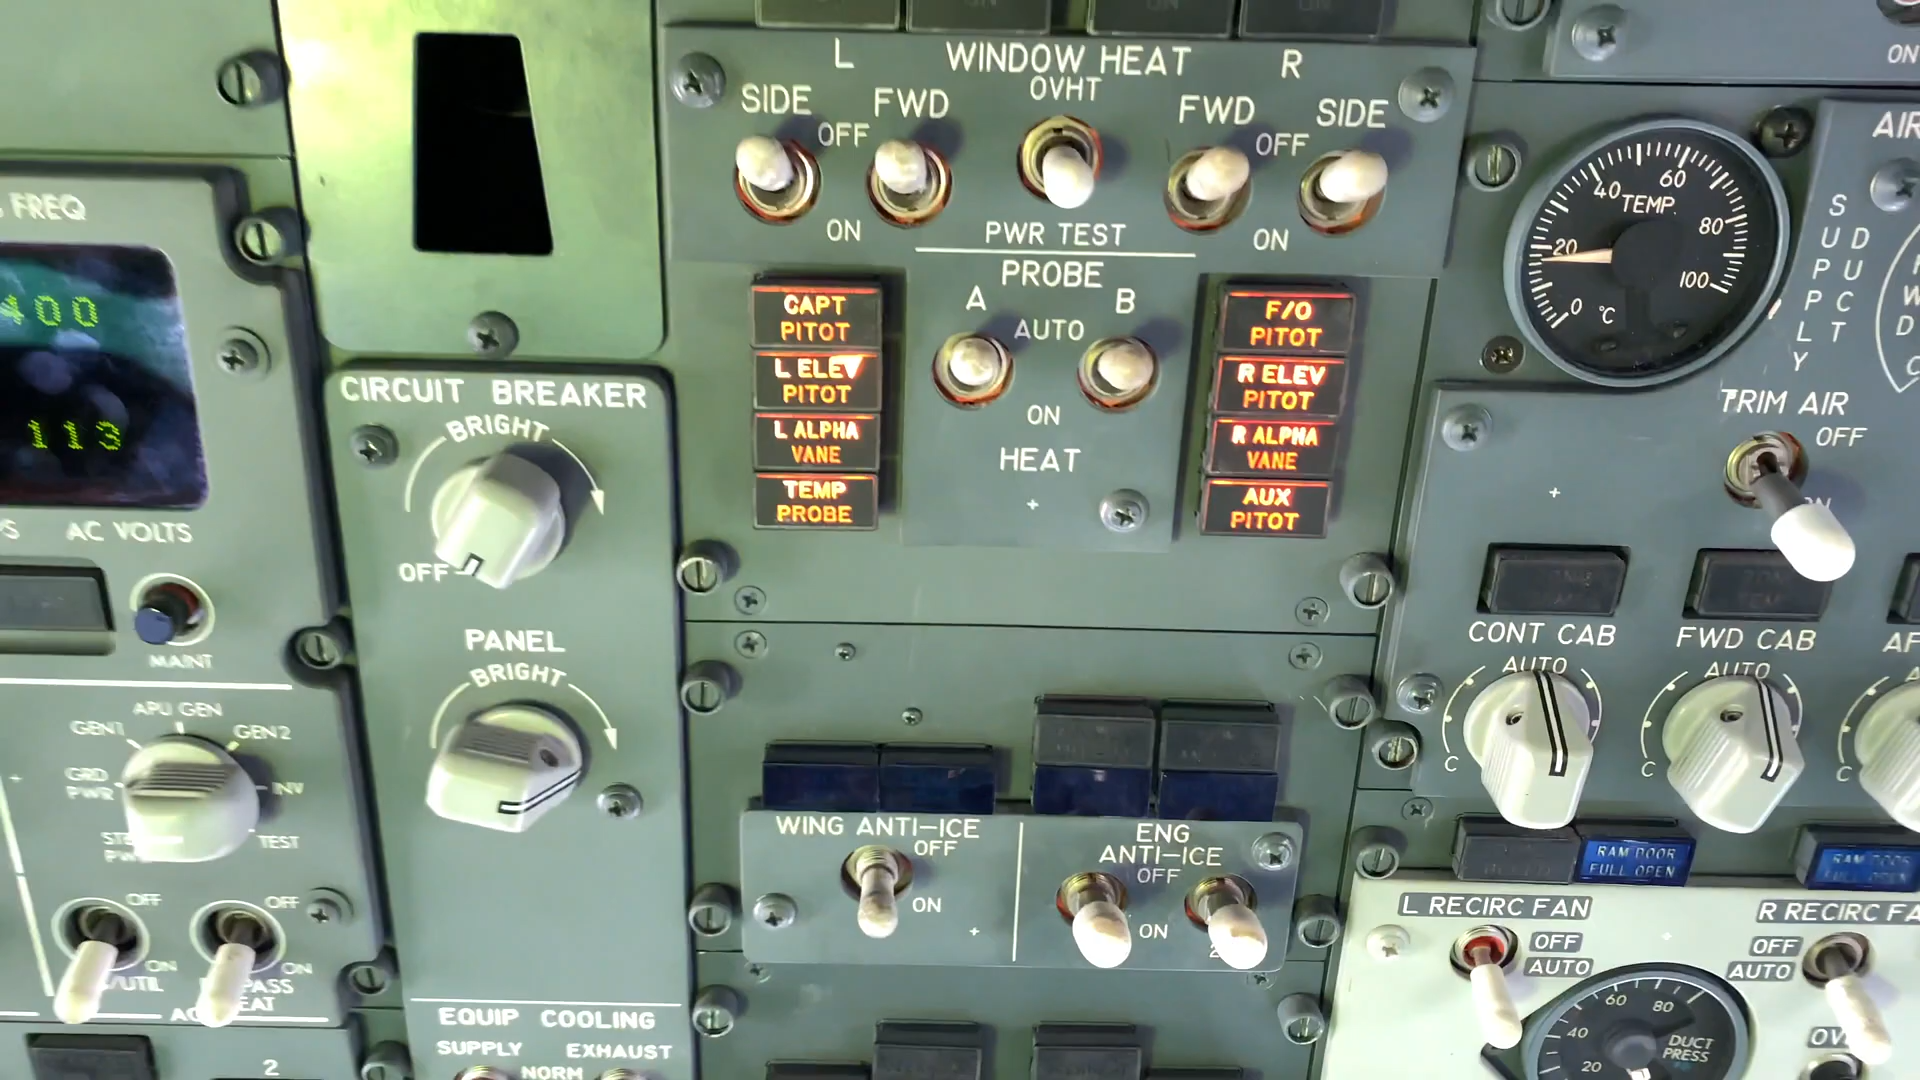 FREQ
400
113
AC VOLTS
MAINT
APU GEN
GEN1
GEN2
GRD
PWR
INV
TEST
OFF
OFF
ON
ON
2
CIRCUIT BREAKER
BRIGHT
OFF
PANEL
BRIGHT
EQUIP COOLING
SUPPLY EXHAUST
NORM
L WINDOW HEAT R
OVHT
SIDE FWD FWD SIDE
OFF OFF
ON ON
PWR TEST
PROBE
A B
AUTO
ON
HEAT
CAPT
PITOT
L ELEV
PITOT
L ALPHA
VANE
TEMP
PROBE
F/O
PITOT
R ELEV
PITOT
R ALPHA
VANE
AUX
PITOT
WING ANTI-ICE
OFF
ON
ENG
ANTI-ICE
OFF
ON
AIR
40 60
TEMP.
20 80
0 °C 100
SUPPLY
DUCT
TRIM AIR
OFF
CONT CAB
AUTO
C
FWD CAB
AUTO
C
C
RAM DOOR
FULL OPEN
RAM DOOR
FULL OPEN
L RECIRC FAN
OFF
AUTO
R RECIRC FA
OFF
AUTO
60 80
40
20
DUCT
PRESS